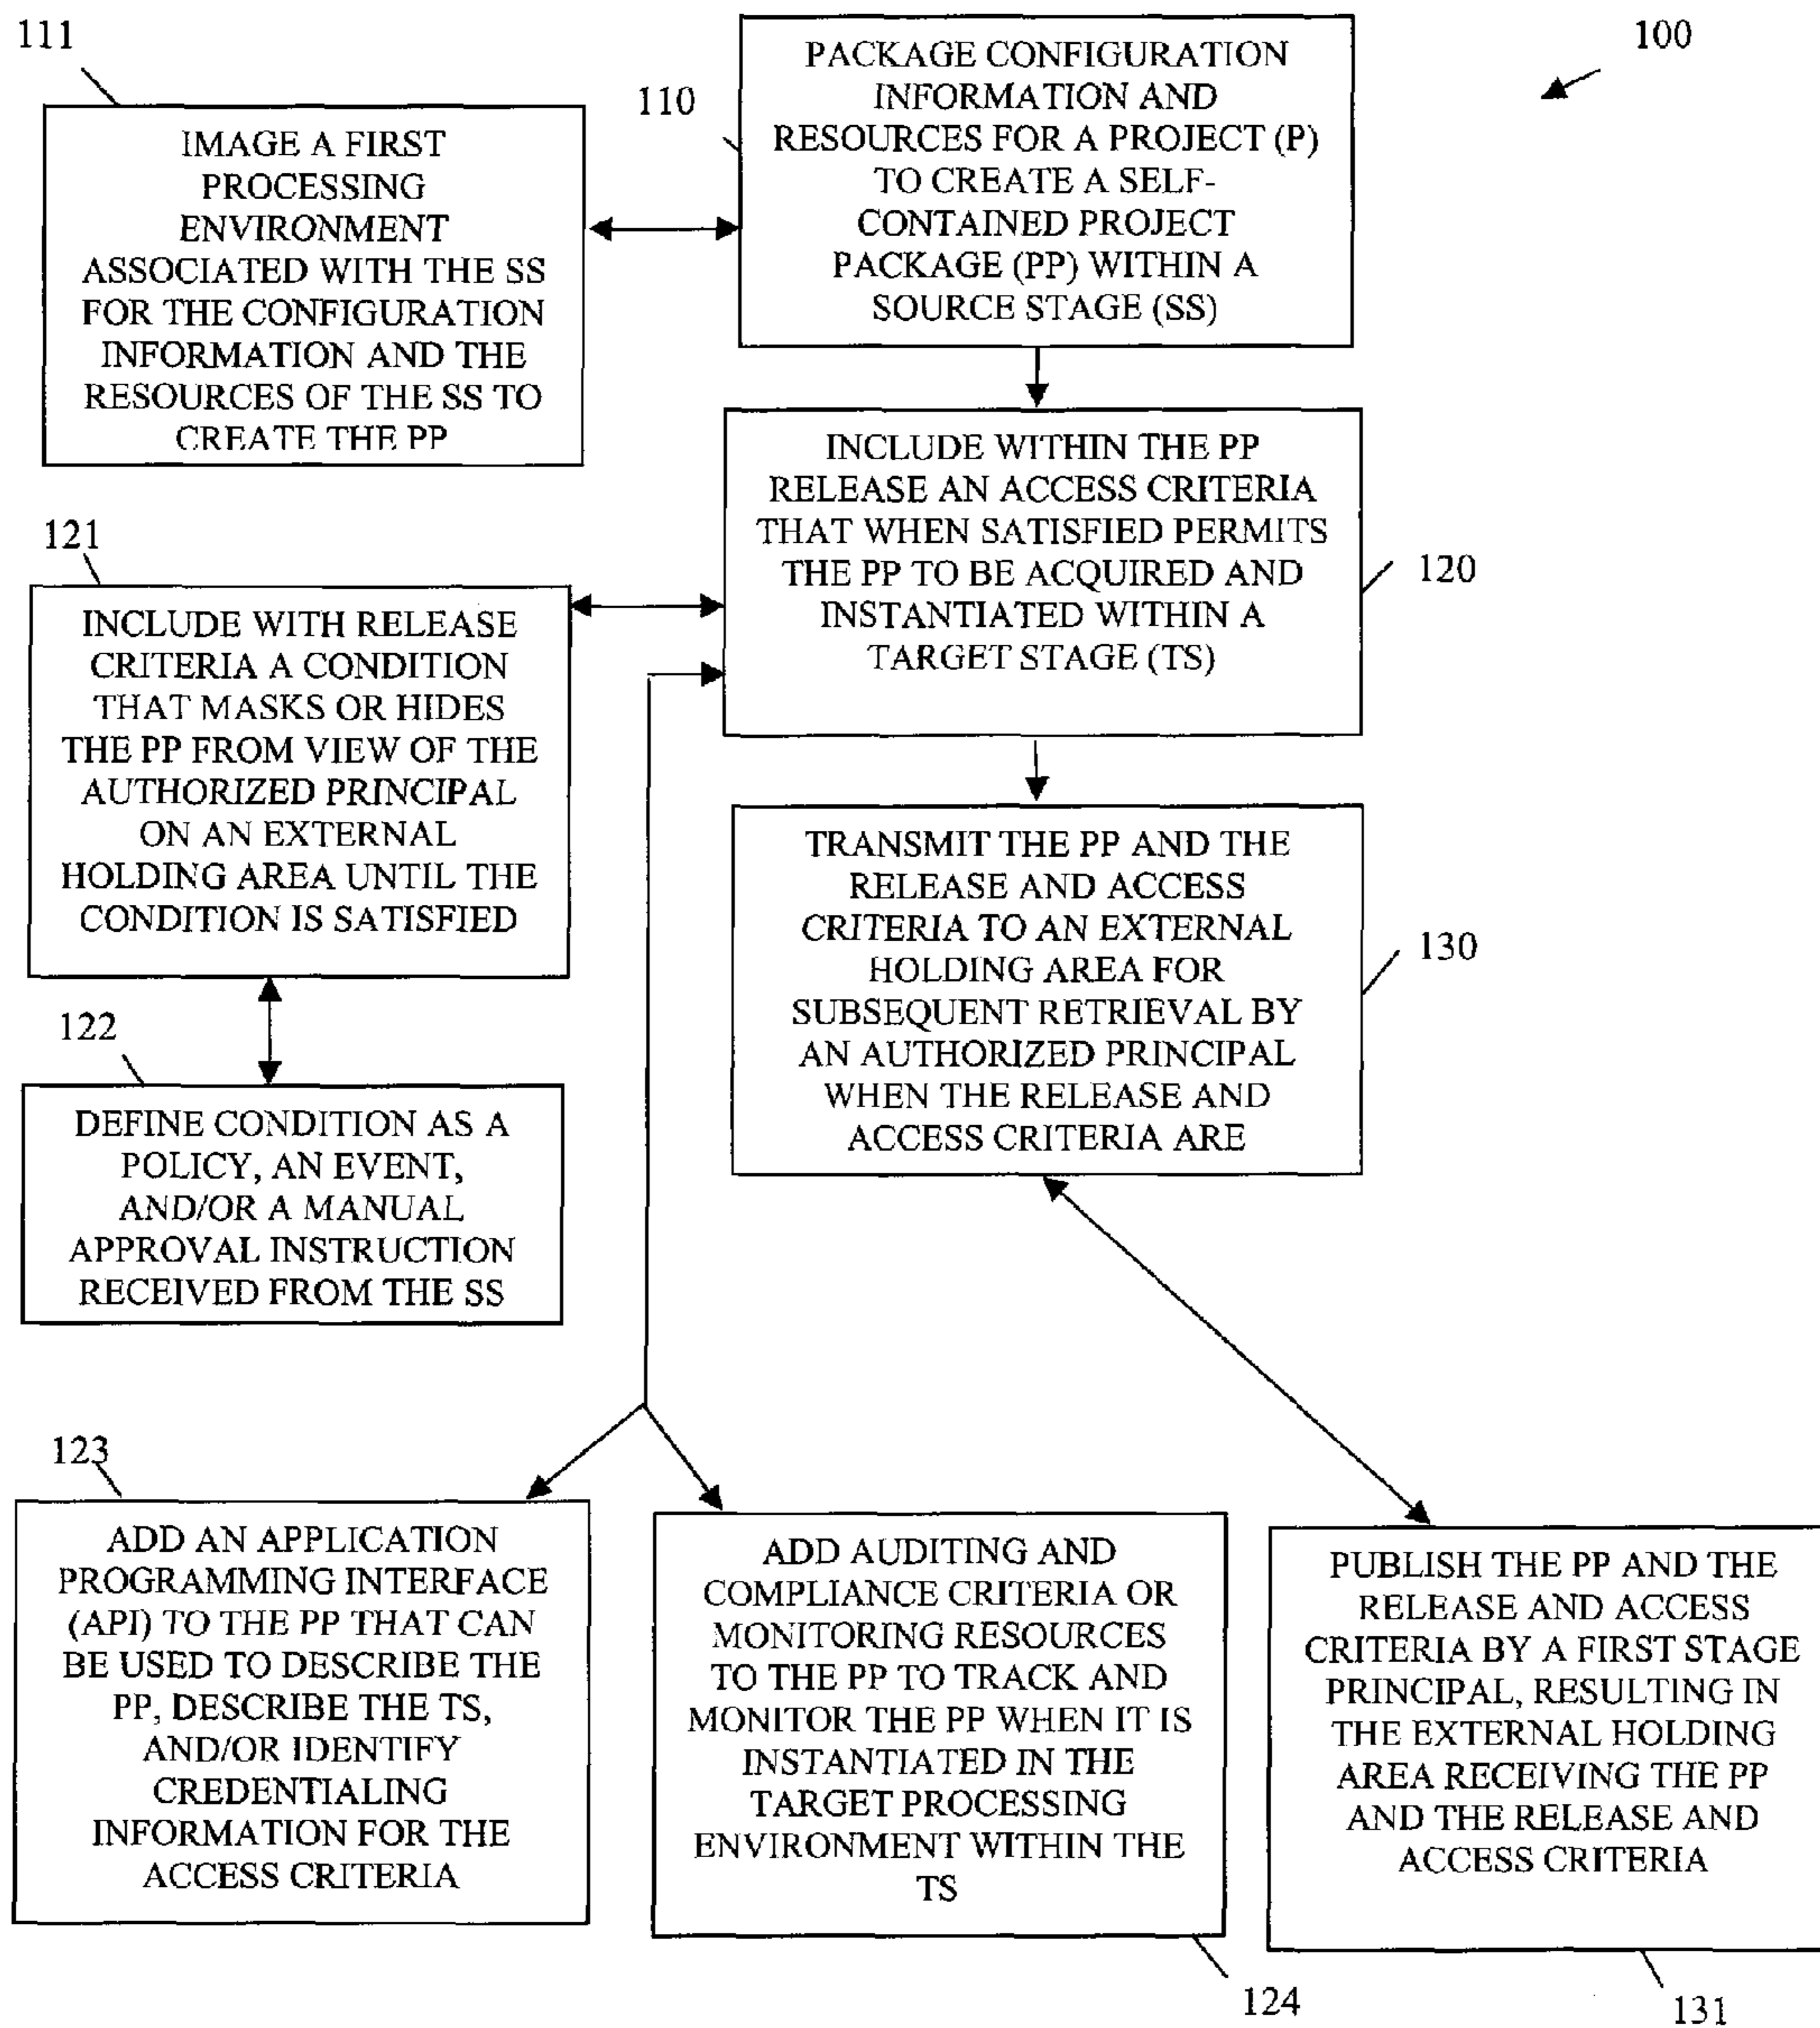 111
100
PACKAGE CONFIGURATION
INFORMATION AND
RESOURCES FOR A PROJECT (P)
TO CREATE A SELF-
CONTAINED PROJECT
PACKAGE (PP) WITHIN A
SOURCE STAGE (SS)
110
IMAGE A FIRST
PROCESSING
ENVIRONMENT
ASSOCIATED WITH THE SS
FOR THE CONFIGURATION
INFORMATION AND THE
RESOURCES OF THE SS TO
CREATE THE PP
INCLUDE WITHIN THE PP
RELEASE AN ACCESS CRITERIA
THAT WHEN SATISFIED PERMITS
THE PP TO BE ACQUIRED AND
INSTANTIATED WITHIN A
TARGET STAGE (TS)
120
121
INCLUDE WITH RELEASE
CRITERIA A CONDITION
THAT MASKS OR HIDES
THE PP FROM VIEW OF THE
AUTHORIZED PRINCIPAL
ON AN EXTERNAL
HOLDING AREA UNTIL THE
CONDITION IS SATISFIED
TRANSMIT THE PP AND THE
RELEASE AND ACCESS
CRITERIA TO AN EXTERNAL
HOLDING AREA FOR
SUBSEQUENT RETRIEVAL BY
AN AUTHORIZED PRINCIPAL
WHEN THE RELEASE AND
ACCESS CRITERIA ARE
130
122
DEFINE CONDITION AS A
POLICY, AN EVENT,
AND/OR A MANUAL
APPROVAL INSTRUCTION
RECEIVED FROM THE SS
123
ADD AN APPLICATION
PROGRAMMING INTERFACE
(API) TO THE PP THAT CAN
BE USED TO DESCRIBE THE
PP, DESCRIBE THE TS,
AND/OR IDENTIFY
CREDENTIALING
INFORMATION FOR THE
ACCESS CRITERIA
ADD AUDITING AND
COMPLIANCE CRITERIA OR
MONITORING RESOURCES
TO THE PP TO TRACK AND
MONITOR THE PP WHEN IT IS
INSTANTIATED IN THE
TARGET PROCESSING
ENVIRONMENT WITHIN THE
TS
124
PUBLISH THE PP AND THE
RELEASE AND ACCESS
CRITERIA BY A FIRST STAGE
PRINCIPAL, RESULTING IN
THE EXTERNAL HOLDING
AREA RECEIVING THE PP
AND THE RELEASE AND
ACCESS CRITERIA
131